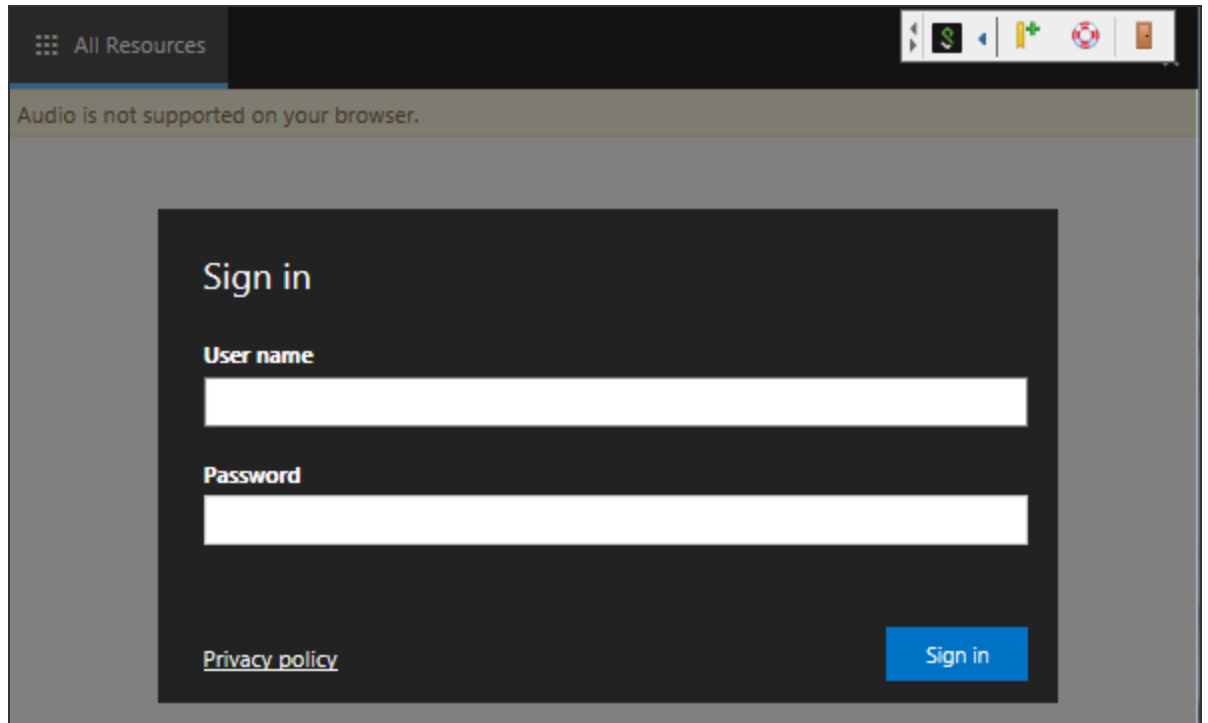 All Resources
Audio is not supported on your browser.
Sign in
User name
Password
Privacy policy
Sign in